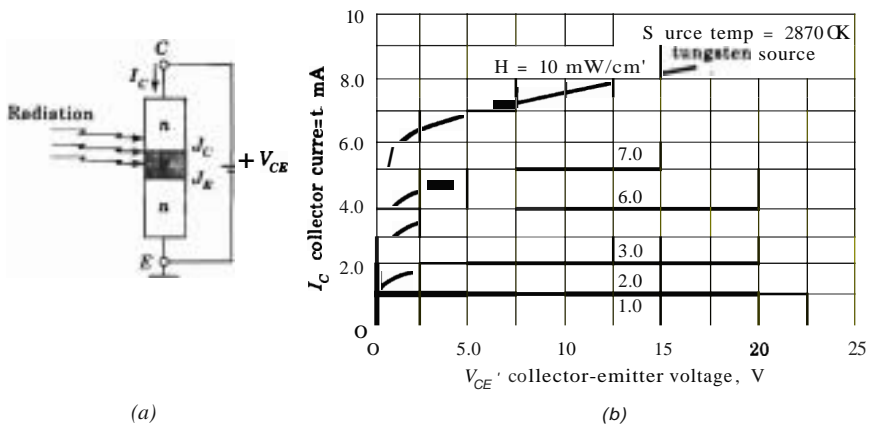 C
I_C
Radiation
n
J_C
J_E
n
+ V_CE
E
(a)
10
8.0
6.0
4.0
2.0
O
I_C collector curre=t. mA
S urce temp = 2870 OK
tungsten source
H = 10 mW/cm'
7.0
6.0
3.0
2.0
1.0
O 5.0 10 15 20 25
V_CE ' collector-emitter voltage, V
(b)